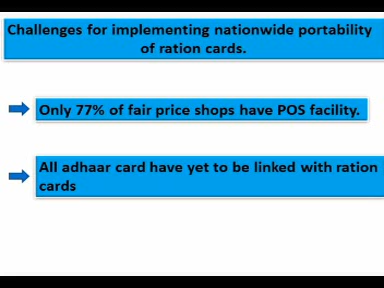 Challenges for implementing nationwide portability
of ration cards.
Only 77% of fair price shops have POS facility.
All adhaar card have yet to be linked with ration
cards